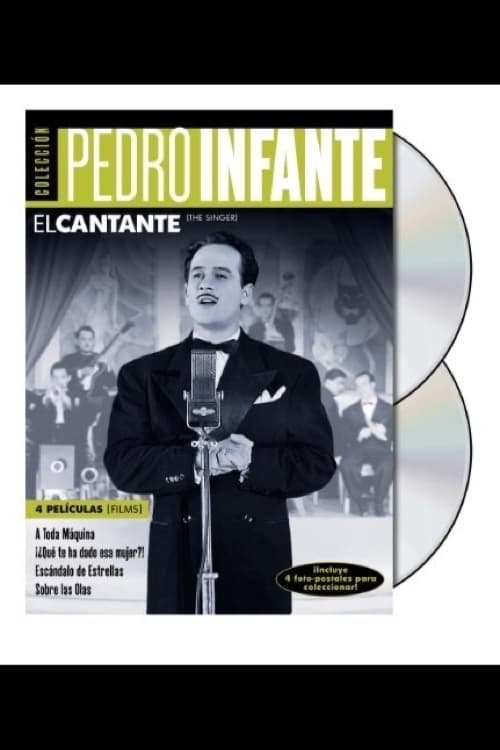 COLECCIÓN
PEDRO INFANTE
EL CANTANTE (THE SINGER)
4 PELÍCULAS (FILMS)
A Toda Máquina
¡¿Qué te ha dado esa mujer?!
Escándalo de Estrellas
Sobre las Olas
¡Incluye
4 foto-postales para
coleccionar!